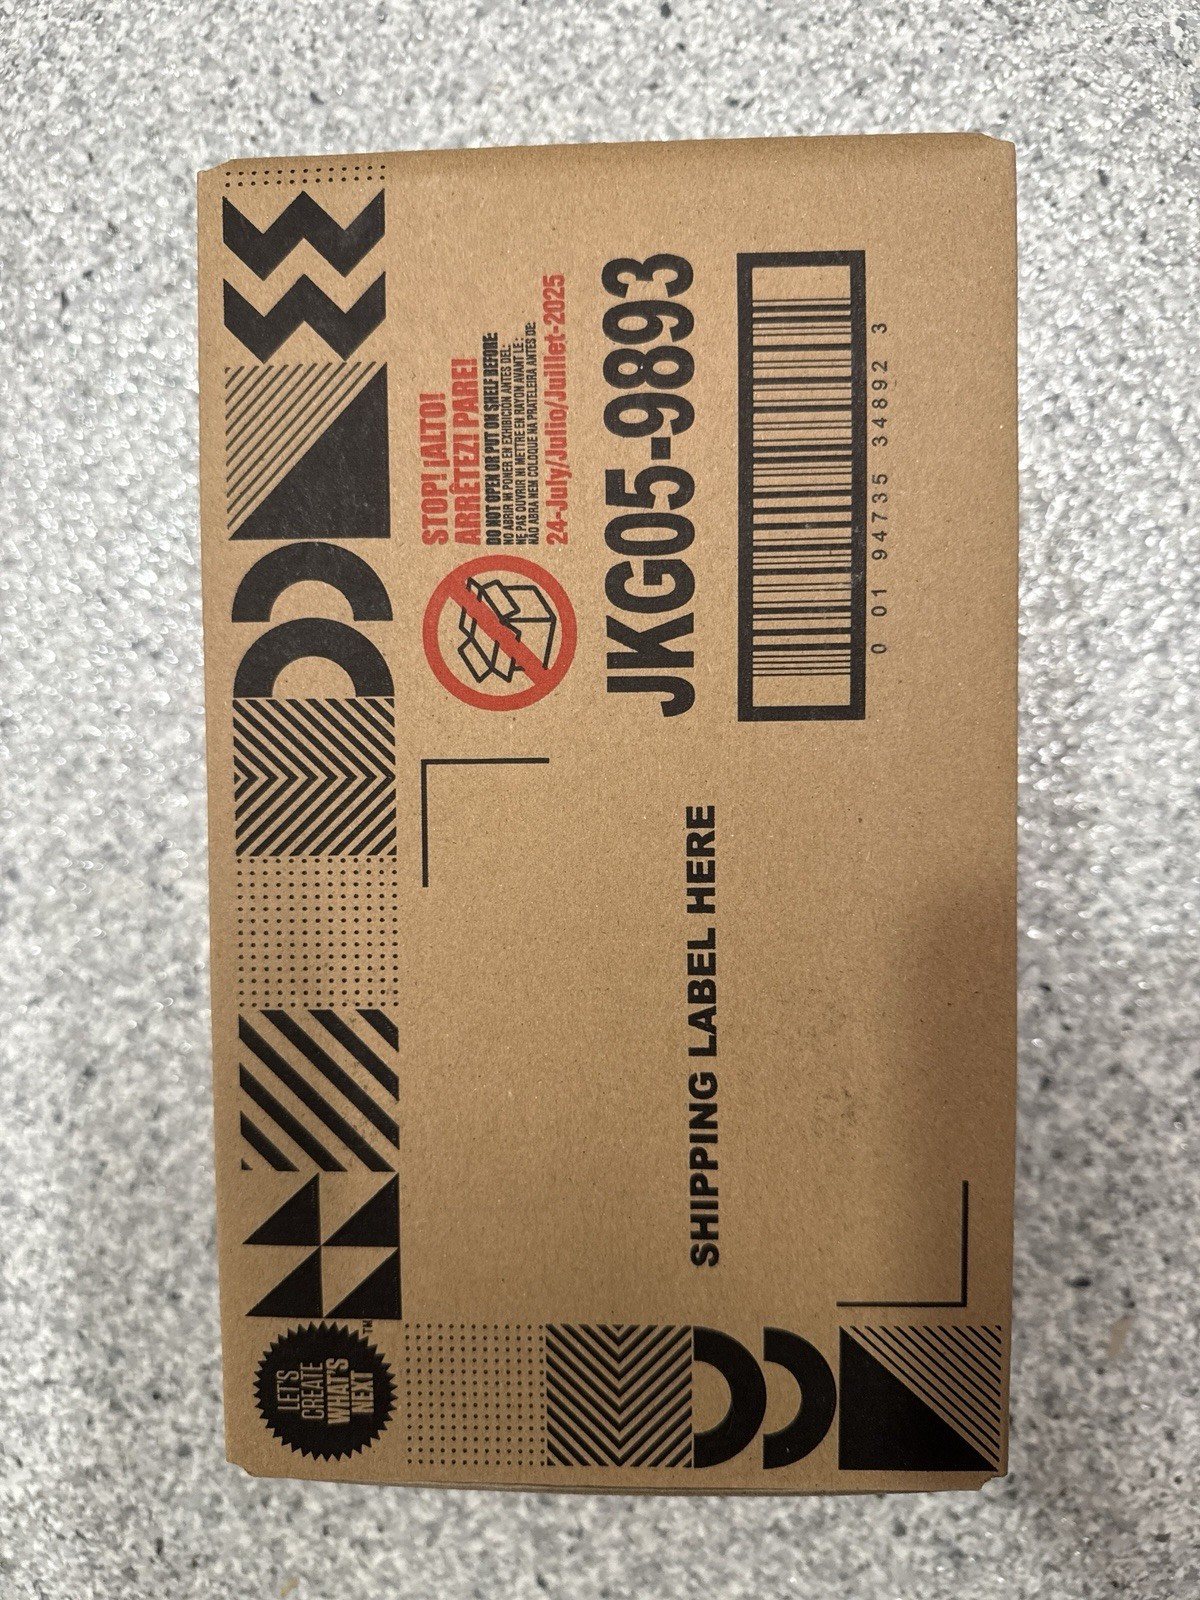 STOP! ¡ALTO!
ARRÊTEZ! PARE!
DO NOT OPEN OR PUT ON SHELF BEFORE:
NO ABRIR NI PONER EN EXHIBICIÓN ANTES DEL:
NE PAS OUVRIR NI METTRE EN RAYON AVANT LE :
NÃO ABRA NEM COLOQUE NA PRATELEIRA ANTES DE:
24-July/Julio/Juillet-2025
JKG05-9893
0 01 94735 34892 3
SHIPPING LABEL HERE
LET'S
CREATE
WHAT'S
NEXT
TM